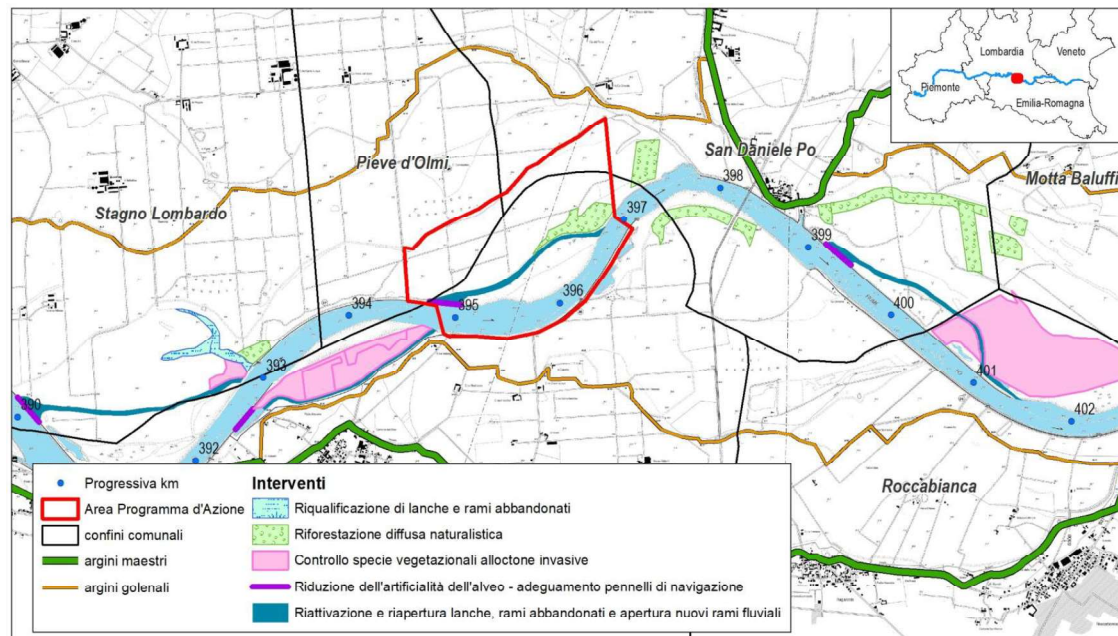 Lombardia
Veneto
Piemonte
Emilia-Romagna
San Daniele Po
Pieve d'Olmi
Motta Baluffi
Stagno Lombardo
398
397
399
396
395
394
400
393
401
390
402
392
Roccabianca
Progressiva km
Area Programma d'Azione
confini comunali
argini maestri
argini golenali
Interventi
Riqualificazione di lanche e rami abbandonati
Riforestazione diffusa naturalistica
Controllo specie vegetazionali alloctone invasive
Riduzione dell'artificialità dell'alveo - adeguamento pennelli di navigazione
Riattivazione e riapertura lanche, rami abbandonati e apertura nuovi rami fluviali